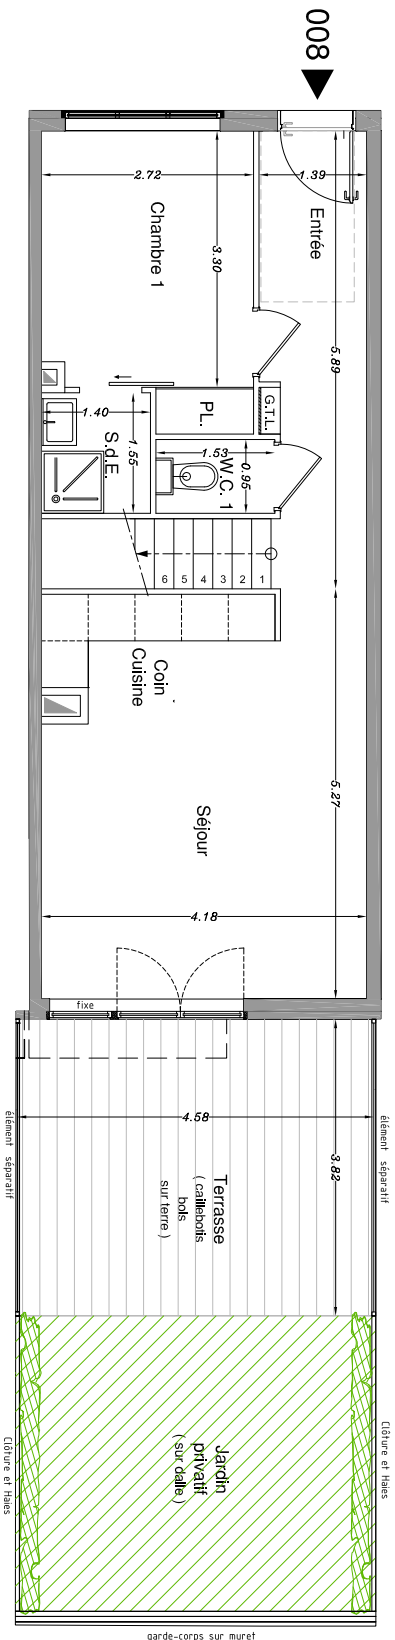 008
2.72
1.39
Entrée
Chambre 1
3.30
5.89
G.T.L.
PL.
1.40
S.d.E.
1.55
1.53
W.C. 1
0.95
6 5 4 3 2 1
Coin
Cuisine
5.27
Séjour
4.18
fixe
4.58
3.82
élément séparatif
élément séparatif
Terrasse
( caillebotis
bois
sur terre )
Jardin
privatif
( sur dalle )
Clôture et Haies
Clôture et Haies
garde-corps sur muret